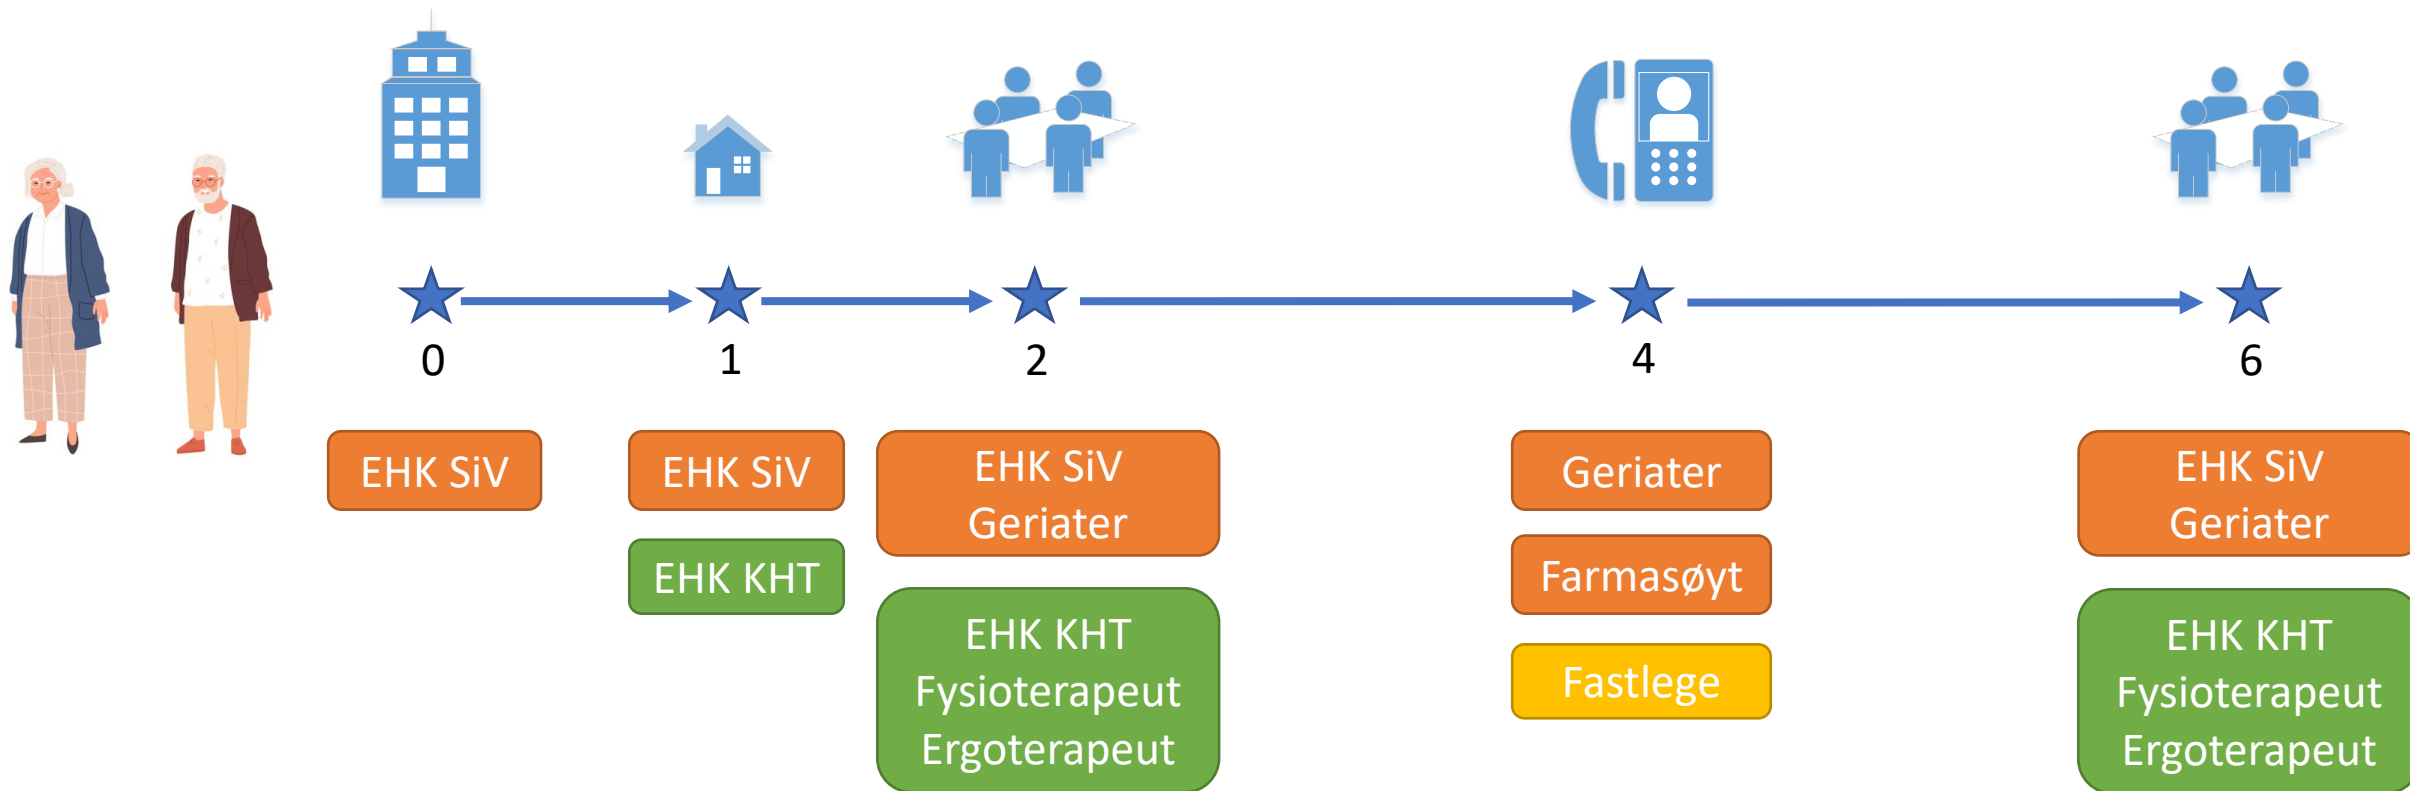 0
1
2
4
6
EHK SiV
EHK SiV
EHK KHT
EHK SiV
Geriater
EHK KHT
Fysioterapeut
Ergoterapeut
Geriater
Farmasøyt
Fastlege
EHK SiV
Geriater
EHK KHT
Fysioterapeut
Ergoterapeut